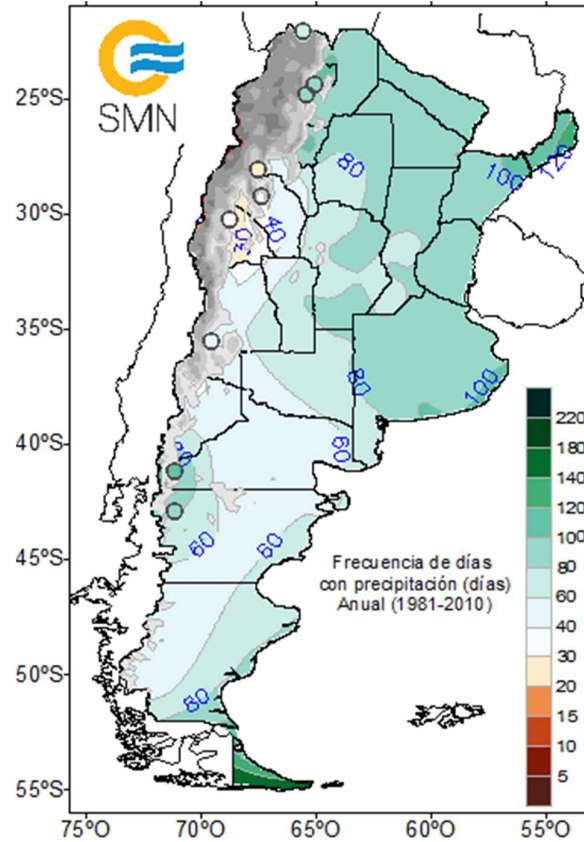 SMN
25ºS
30ºS
35ºS
40ºS
45ºS
50ºS
55ºS
75ºO
70ºO
65ºO
60ºO
55ºO
80
100
120
40
30
80
100
60
60
60
80
Frecuencia de días
con precipitación (días)
Anual (1981-2010)
220
180
140
120
100
80
60
40
30
20
15
10
5